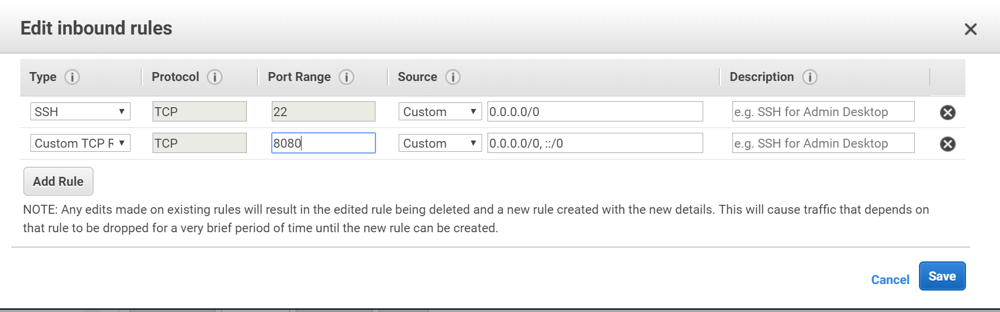 Edit inbound rules
Type Protocol Port Range Source Description
SSH TCP 22 Custom 0.0.0.0/0 e.g. SSH for Admin Desktop
Custom TCP R TCP 8080 Custom 0.0.0.0/0, ::/0 e.g. SSH for Admin Desktop
Add Rule
NOTE: Any edits made on existing rules will result in the edited rule being deleted and a new rule created with the new details. This will cause traffic that depends on
that rule to be dropped for a very brief period of time until the new rule can be created.
Cancel Save